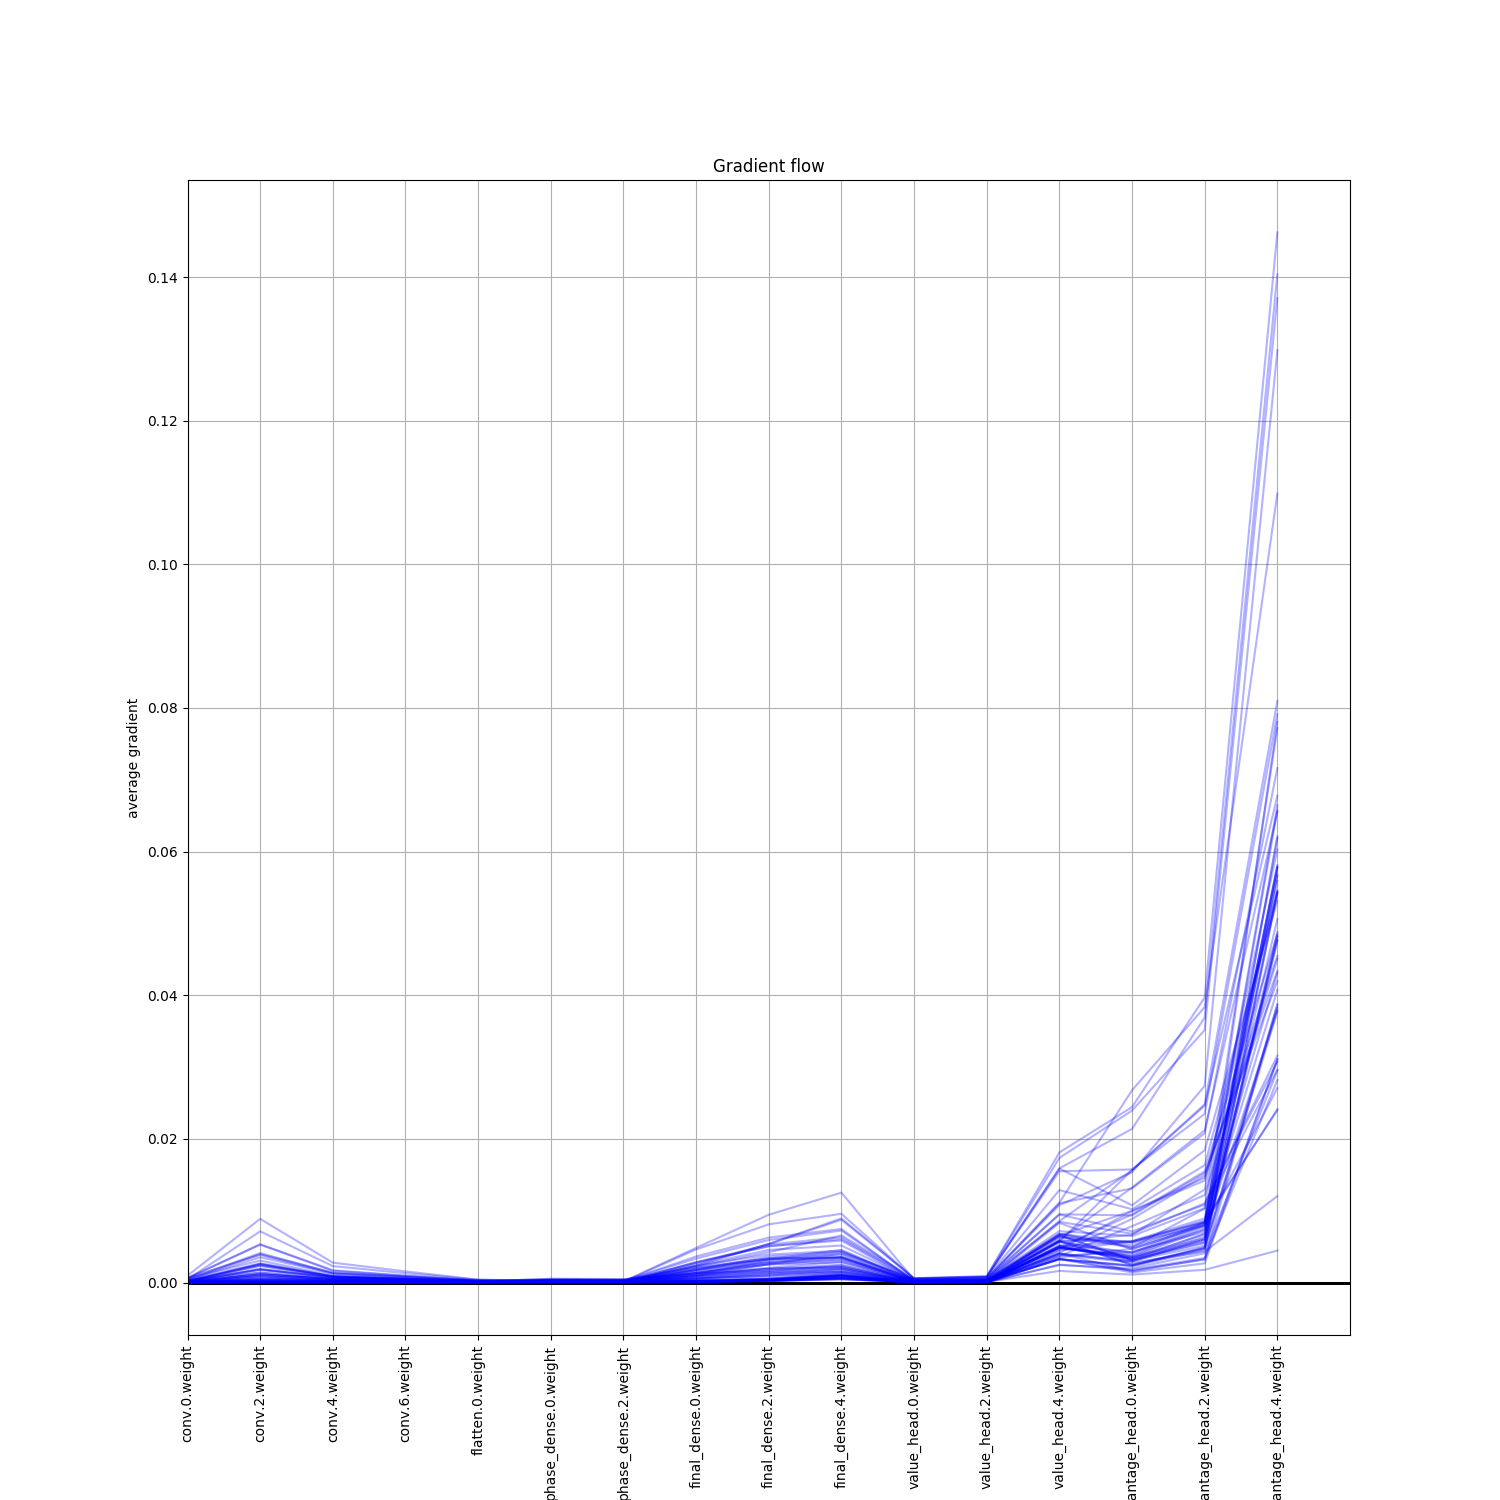 Gradient flow
average gradient
0.14
0.12
0.10
0.08
0.06
0.04
0.02
0.00
conv.0.weight
conv.2.weight
conv.4.weight
conv.6.weight
flatten.0.weight
phase_dense.0.weight
phase_dense.2.weight
final_dense.0.weight
final_dense.2.weight
final_dense.4.weight
value_head.0.weight
value_head.2.weight
value_head.4.weight
antage_head.0.weight
antage_head.2.weight
antage_head.4.weight